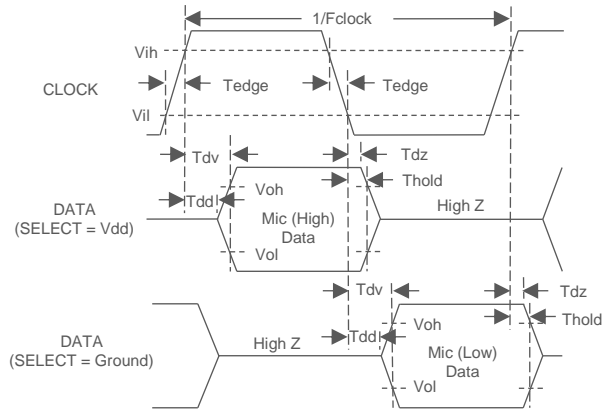 1/Fclock
Vih
CLOCK
Tedge
Tedge
Vil
Tdv
Tdz
Thold
Tdd
Voh
DATA
(SELECT = Vdd)
Mic (High)
Data
High Z
Vol
Tdv
Tdz
Thold
Tdd
Voh
DATA
(SELECT = Ground)
High Z
Mic (Low)
Data
Vol